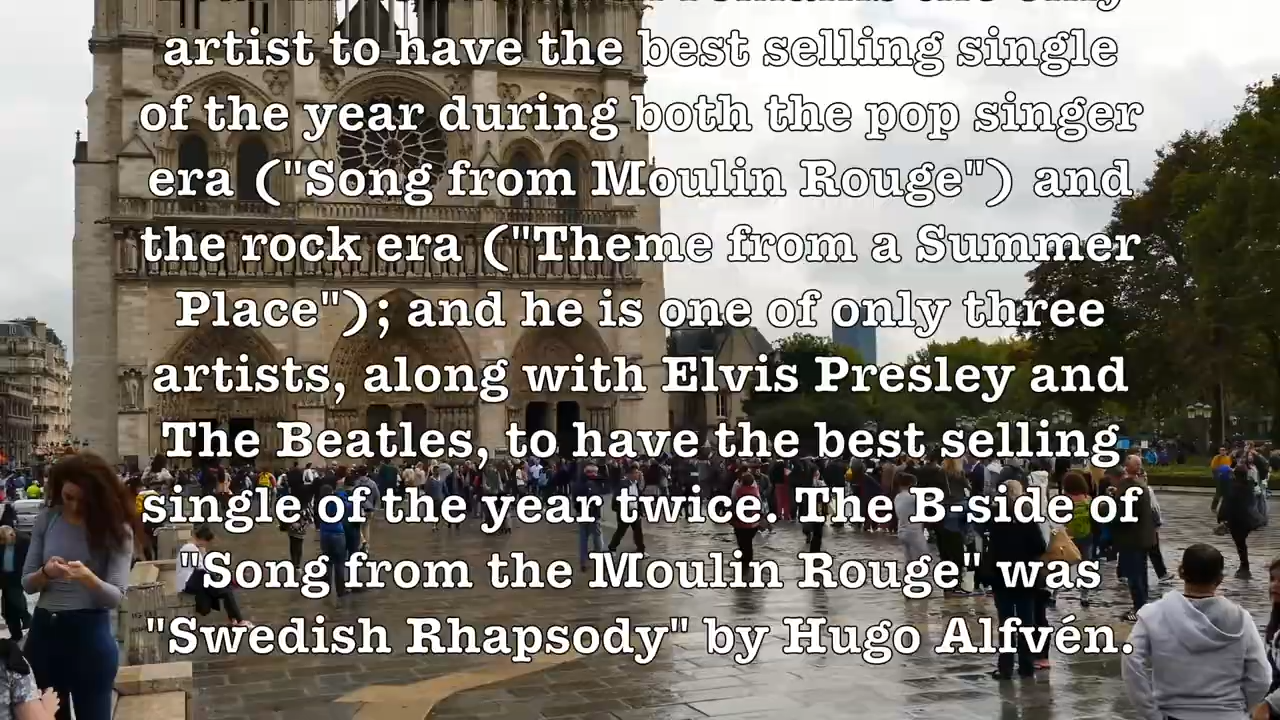 artist to have the best selling single
of the year during both the pop singer
era ("Song from Moulin Rouge") and
the rock era ("Theme from a Summer
Place"); and he is one of only three
artists, along with Elvis Presley and
The Beatles, to have the best selling
single of the year twice. The B-side of
"Song from the Moulin Rouge" was
"Swedish Rhapsody" by Hugo Alfvén.